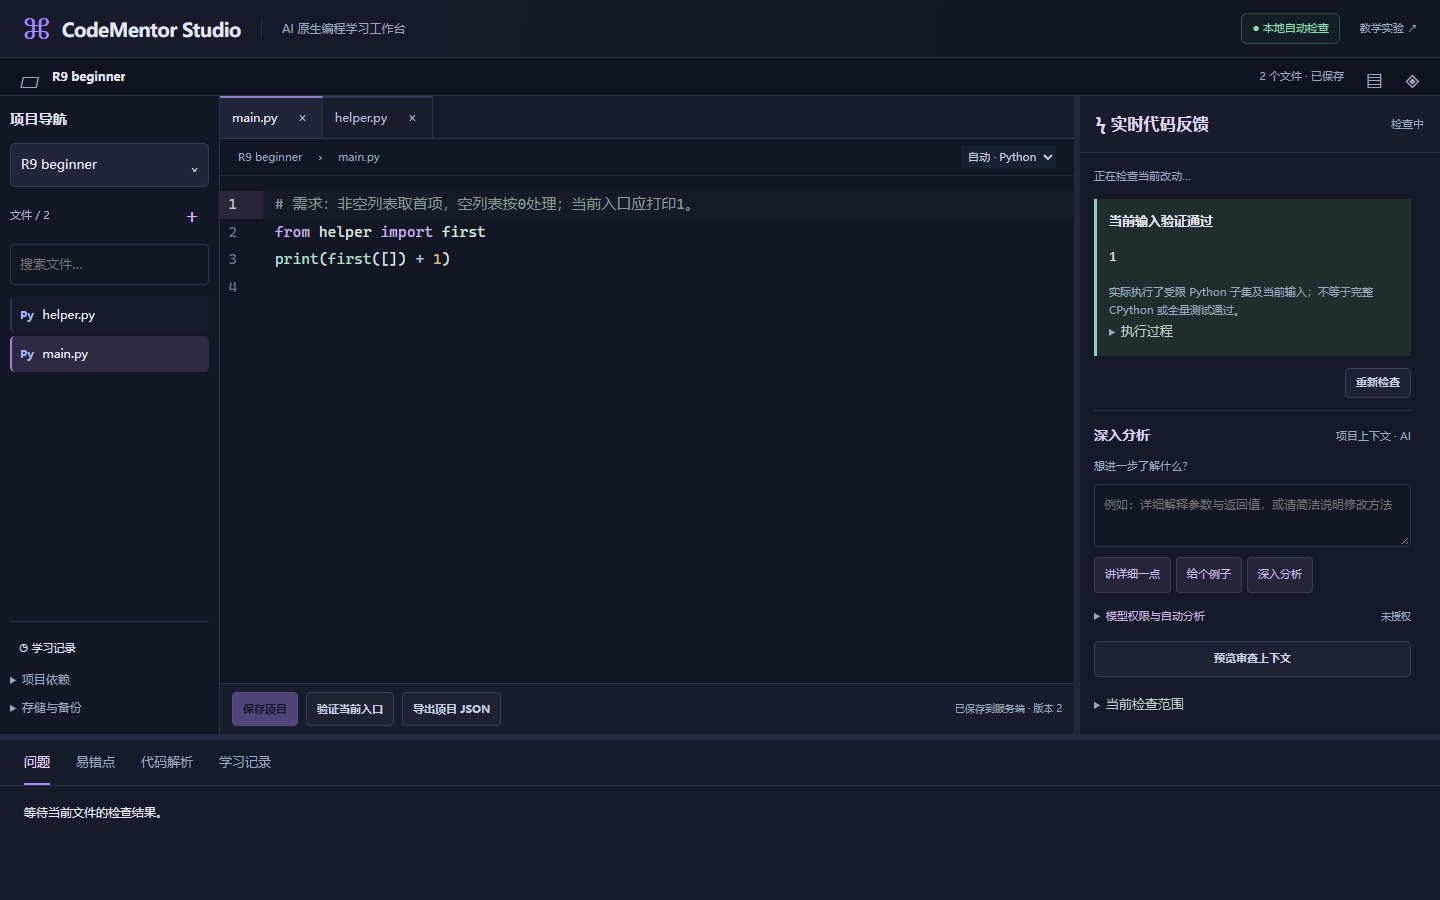 CodeMentor Studio
AI 原生编程学习工作台
● 本地自动检查
教学实验 ↗
R9 beginner
2 个文件 · 已保存
项目导航
R9 beginner
文件 / 2
+
搜索文件...
Py helper.py
Py main.py
◷ 学习记录
▸ 项目依赖
▸ 存储与备份
main.py ×
helper.py ×
R9 beginner › main.py
自动 · Python
1 # 需求：非空列表取首项，空列表按0处理；当前入口应打印1。
2 from helper import first
3 print(first([]) + 1)
4
保存项目
验证当前入口
导出项目 JSON
已保存到服务端 · 版本 2
实时代码反馈
检查中
正在检查当前改动...
当前输入验证通过
1
实际执行了受限 Python 子集及当前输入；不等于完整
CPython 或全量测试通过。
▸ 执行过程
重新检查
深入分析
项目上下文 · AI
想进一步了解什么？
例如：详细解释参数与返回值，或请简洁说明修改方法
讲详细一点
给个例子
深入分析
▸ 模型权限与自动分析
未授权
预览审查上下文
▸ 当前检查范围
问题
易错点
代码解析
学习记录
等待当前文件的检查结果。